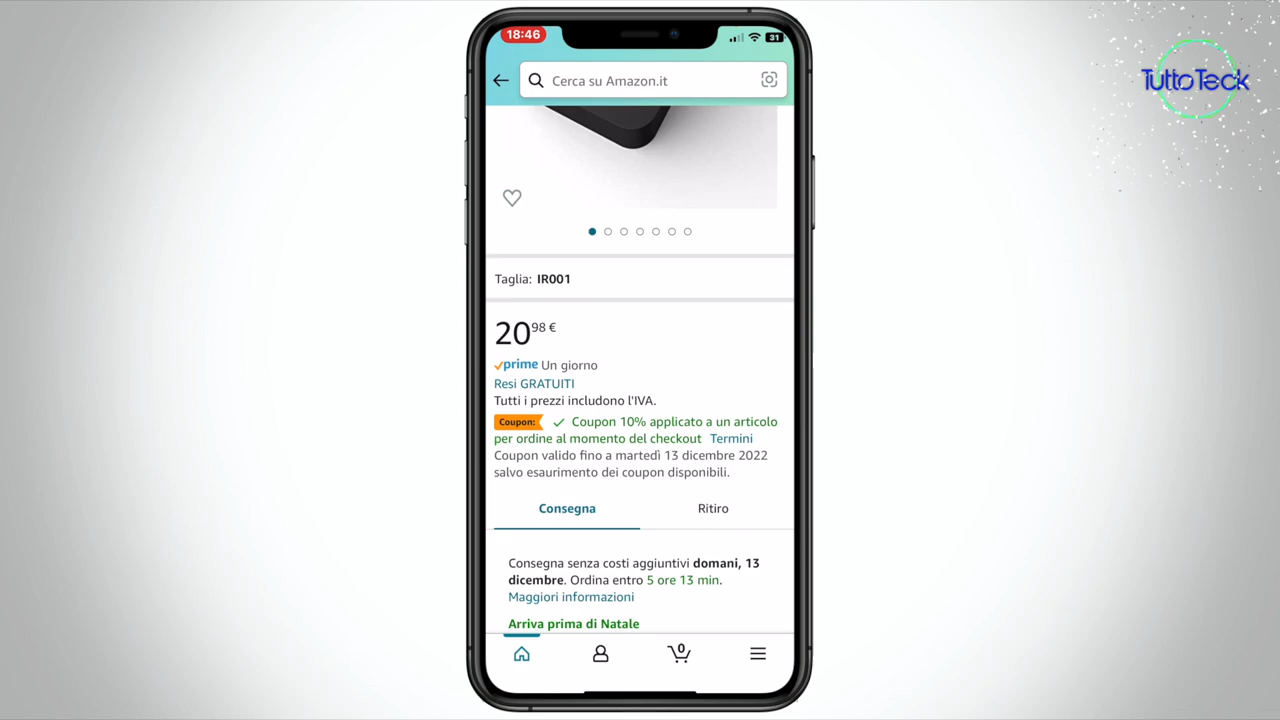 18:46
31
TuttoTeck
Cerca su Amazon.it
Taglia: IR001
20 98 €
prime Un giorno
Resi GRATUITI
Tutti i prezzi includono l'IVA.
Coupon: Coupon 10% applicato a un articolo
per ordine al momento del checkout Termini
Coupon valido fino a martedì 13 dicembre 2022
salvo esaurimento dei coupon disponibili.
Consegna Ritiro
Consegna senza costi aggiuntivi domani, 13
dicembre. Ordina entro 5 ore 13 min.
Maggiori informazioni
Arriva prima di Natale
0